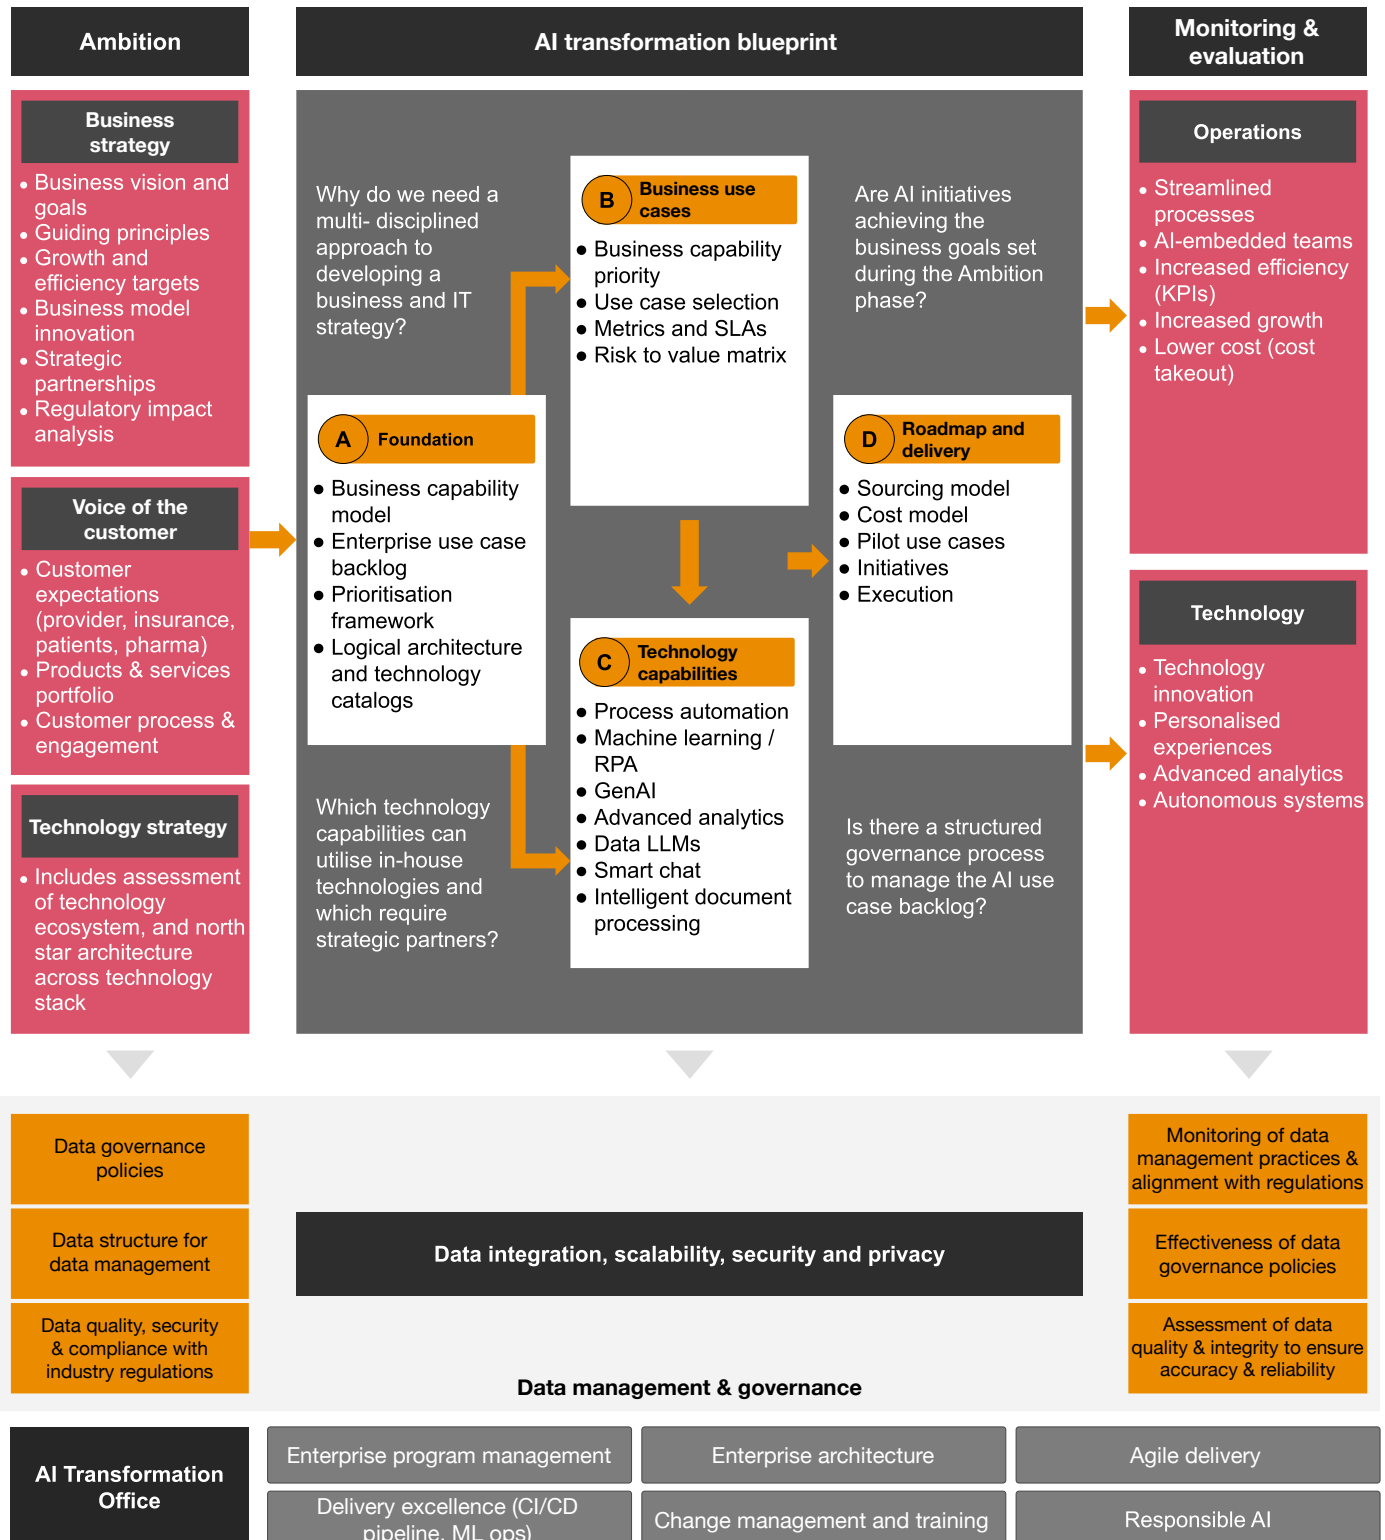 Ambition
Business
strategy
• Business vision and
goals
• Guiding principles
• Growth and
efficiency targets
• Business model
innovation
• Strategic
partnerships
• Regulatory impact
analysis
Voice of the
customer
• Customer
expectations
(provider, insurance,
patients, pharma)
• Products & services
portfolio
• Customer process &
engagement
Technology strategy
• Includes assessment
of technology
ecosystem, and north
star architecture
across technology
stack
AI transformation blueprint
Why do we need a
multi- disciplined
approach to
developing a
business and IT
strategy?
A
Foundation
• Business capability
model
• Enterprise use case
backlog
• Prioritisation
framework
• Logical architecture
and technology
catalogs
Which technology
capabilities can
utilise in-house
technologies and
which require
strategic partners?
B
Business use
cases
• Business capability
priority
• Use case selection
• Metrics and SLAs
• Risk to value matrix
C
Technology
capabilities
• Process automation
• Machine learning /
RPA
• GenAI
• Advanced analytics
• Data LLMs
• Smart chat
• Intelligent document
processing
Are AI initiatives
achieving the
business goals set
during the Ambition
phase?
D
Roadmap and
delivery
• Sourcing model
• Cost model
• Pilot use cases
• Initiatives
• Execution
Is there a structured
governance process
to manage the AI use
case backlog?
Monitoring &
evaluation
Operations
• Streamlined
processes
• AI-embedded teams
• Increased efficiency
(KPIs)
• Increased growth
• Lower cost (cost
takeout)
Technology
• Technology
innovation
• Personalised
experiences
• Advanced analytics
• Autonomous systems
Data governance
policies
Data structure for
data management
Data quality, security
& compliance with
industry regulations
Data integration, scalability, security and privacy
Data management & governance
Monitoring of data
management practices &
alignment with regulations
Effectiveness of data
governance policies
Assessment of data
quality & integrity to ensure
accuracy & reliability
AI Transformation
Office
Enterprise program management
Enterprise architecture
Agile delivery
Delivery excellence (CI/CD
pipeline, ML ops)
Change management and training
Responsible AI